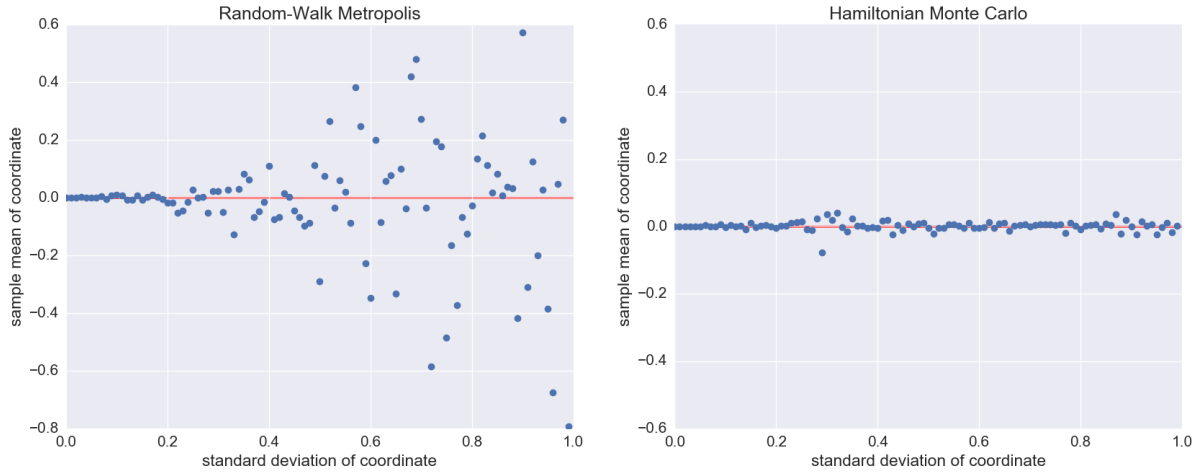 Random-Walk Metropolis
0.6
0.4
0.2
0.0
−0.2
−0.4
−0.6
−0.8
sample mean of coordinate
0.0 0.2 0.4 0.6 0.8 1.0
standard deviation of coordinate
Hamiltonian Monte Carlo
0.6
0.4
0.2
0.0
−0.2
−0.4
−0.6
sample mean of coordinate
0.0 0.2 0.4 0.6 0.8 1.0
standard deviation of coordinate